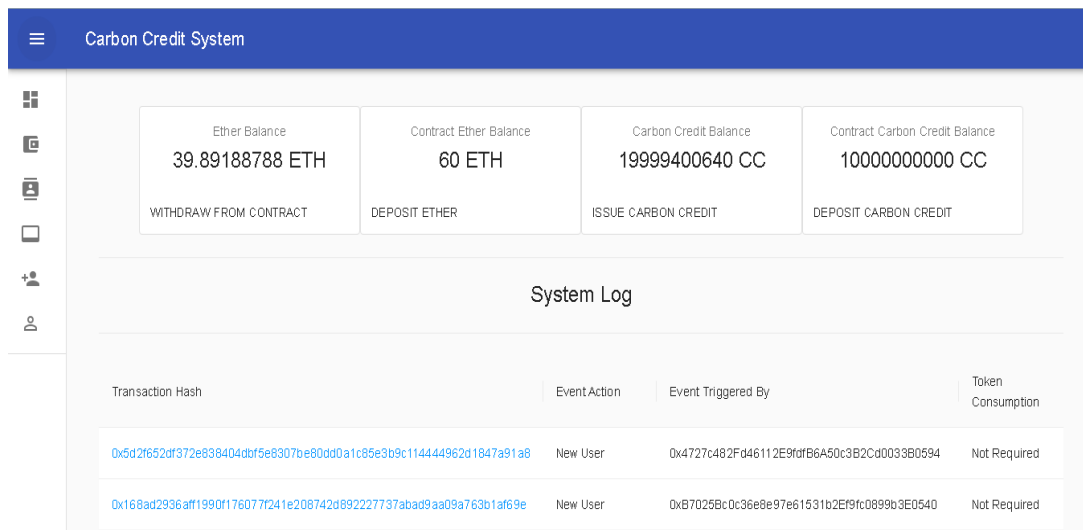 Carbon Credit System
Ether Balance
39.89188788 ETH
WITHDRAW FROM CONTRACT
Contract Ether Balance
60 ETH
DEPOSIT ETHER
Carbon Credit Balance
19999400640 CC
ISSUE CARBON CREDIT
Contract Carbon Credit Balance
10000000000 CC
DEPOSIT CARBON CREDIT
System Log
Transaction Hash Event Action Event Triggered By Token
Consumption
0x5d2f652df372e838404dbf5e8307be80dd0a1c85e3b9c114444962d1847a91a8 New User 0x4727c482Fd46112E9fdfB6A50c3B2Cd0033B0594 Not Required
0x168ad2936aff1990f176077f241e208742d892227737abad9aa09a763b1af69e New User 0xB7025Bc0c36e8e97e61531b2Ef9fc0899b3E0540 Not Required